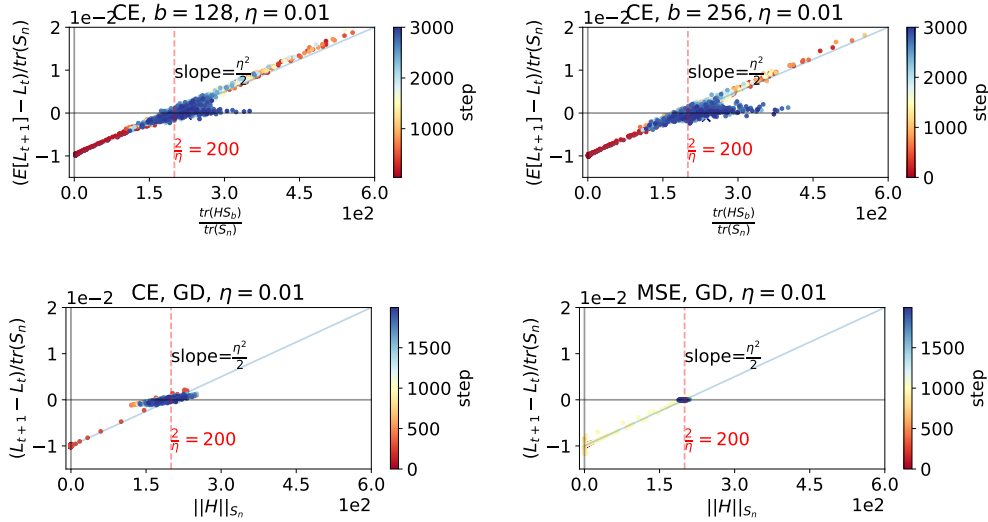 1e−2 CE, b = 128, η = 0.01
(E[L_{t+1}] − L_t)/tr(S_n)
2
1
0
−1
slope=η²/2
2/η = 200
0.0 1.5 3.0 4.5 6.0
1e2
tr(HS_b)/tr(S_n)
3000
2000
1000
step
1e−2 CE, b = 256, η = 0.01
(E[L_{t+1}] − L_t)/tr(S_n)
2
1
0
−1
slope=η²/2
2/η = 200
0.0 1.5 3.0 4.5 6.0
1e2
tr(HS_b)/tr(S_n)
3000
2000
1000
0
step
1e−2
CE, GD, η = 0.01
(L_{t+1} − L_t)/tr(S_n)
2
1
0
−1
slope=η²/2
2/η = 200
0.0 1.5 3.0 4.5 6.0
1e2
||H||_{S_n}
1500
1000
500
0
step
1e−2
MSE, GD, η = 0.01
(L_{t+1} − L_t)/tr(S_n)
2
1
0
−1
slope=η²/2
2/η = 200
0.0 1.5 3.0 4.5 6.0
1e2
||H||_{S_n}
1500
1000
500
0
step